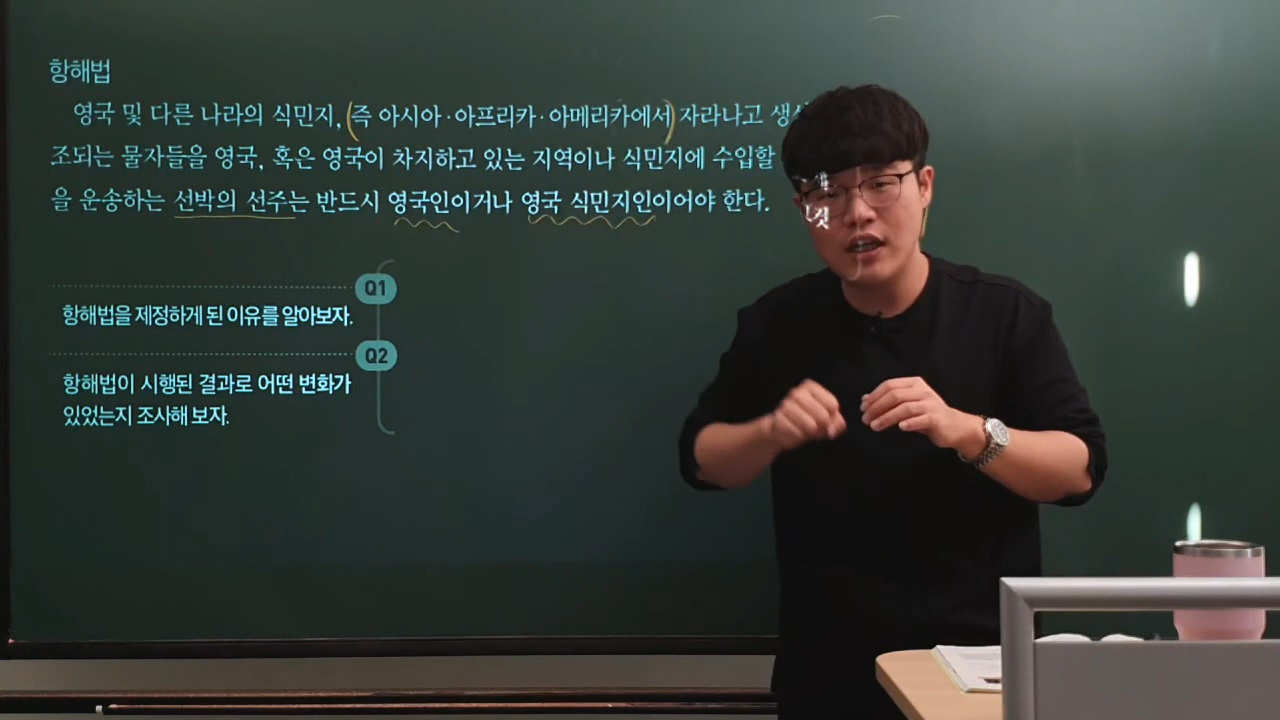 항해법
영국 및 다른 나라의 식민지, (즉 아시아·아프리카·아메리카에서) 자라나고
조되는 물자들을 영국, 혹은 영국이 차지하고 있는 지역이나 식민지에 수입할
을 운송하는 선박의 선주는 반드시 영국인이거나 영국 식민지인이어야 한다.
Q1
항해법을 제정하게 된 이유를 알아보자.
Q2
항해법이 시행된 결과로 어떤 변화가
있었는지 조사해 보자.